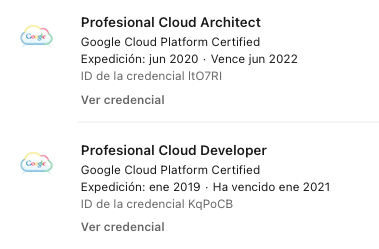 Profesional Cloud Architect
Google
Google Cloud Platform Certified
Expedición: jun 2020 · Vence jun 2022
ID de la credencial ltO7RI
Ver credencial
Profesional Cloud Developer
Google
Google Cloud Platform Certified
Expedición: ene 2019 · Ha vencido ene 2021
ID de la credencial KqPoCB
Ver credencial